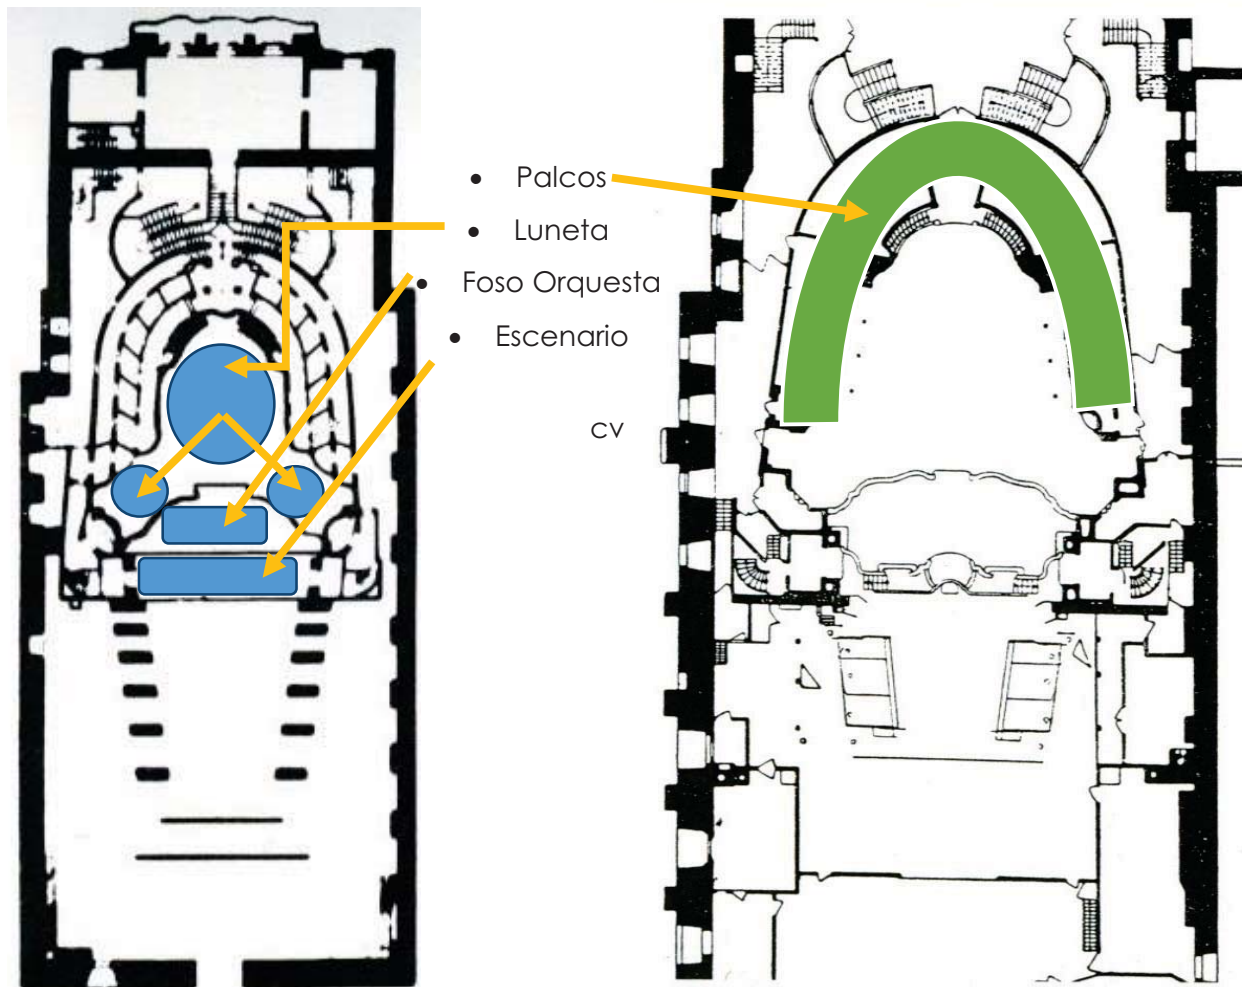 • Palcos
• Luneta
• Foso Orquesta
• Escenario
cv